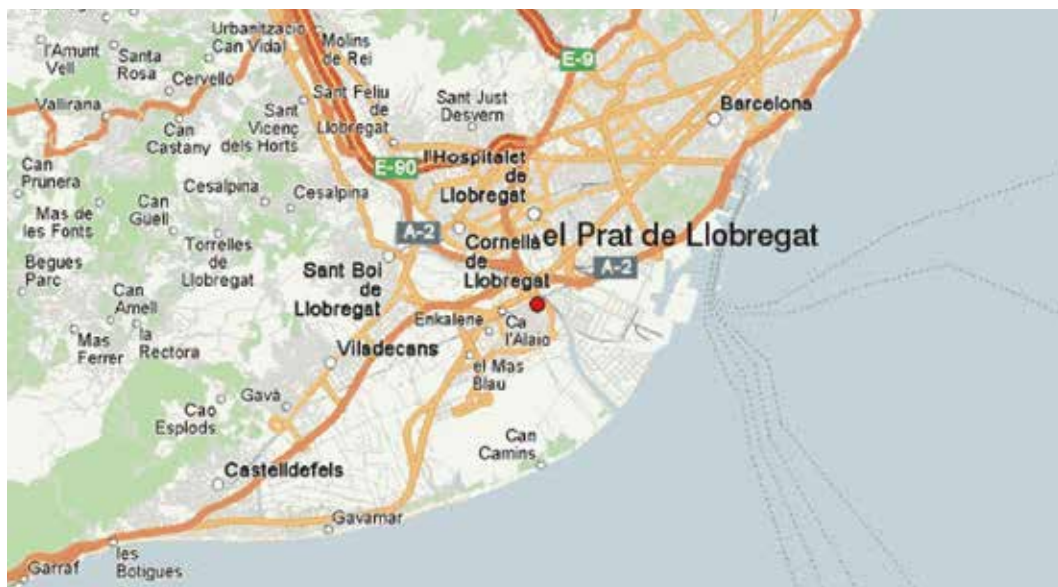 Urbanització
Can Vidal
Molins
de Rei
l'Amunt
Vell
Santa
Rosa
Cervello
E-9
Vallirana
Can
Castany
Sant
Vicenç
dels Horts
Sant Feliu
de
Llobregat
Sant Just
Desvern
Barcelona
E-90
l'Hospitalet
de
Llobregat
Can
Prunera
Cesalpina
Cesalpina
Mas de
les Fonts
Can
Guell
Torrelles
de
Llobregat
A-2
Cornella
de
Llobregat
el Prat de Llobregat
A-2
Begues
Parc
Sant Boi
de
Llobregat
Can
Amell
Mas
Ferrer
la
Rectora
Enkalene
Ca
l'Alaio
Viladecans
el Mas
Blau
Gavà
Cao
Esplods
Can
Camins
Castelldefels
Gavamar
les
Botigues
Garraf